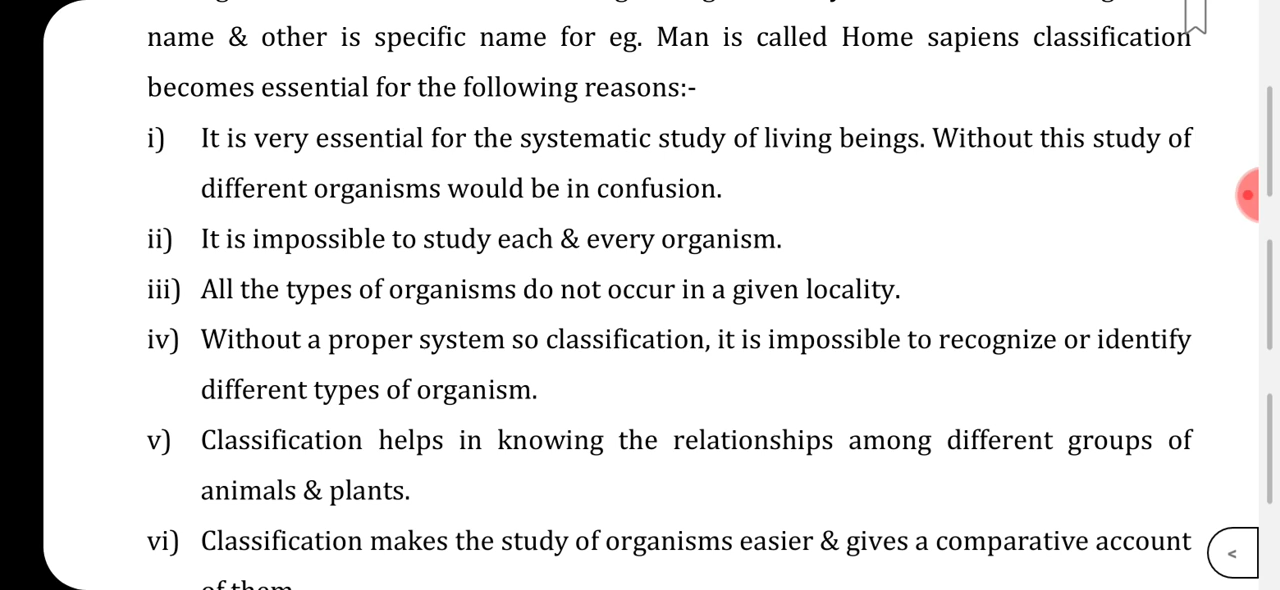 name & other is specific name for eg. Man is called Home sapiens classification
becomes essential for the following reasons:-
i) It is very essential for the systematic study of living beings. Without this study of
different organisms would be in confusion.
ii) It is impossible to study each & every organism.
iii) All the types of organisms do not occur in a given locality.
iv) Without a proper system so classification, it is impossible to recognize or identify
different types of organism.
v) Classification helps in knowing the relationships among different groups of
animals & plants.
vi) Classification makes the study of organisms easier & gives a comparative account
of them
<